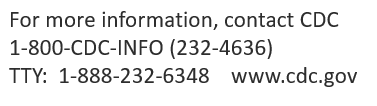 For more information, contact CDC
1-800-CDC-INFO (232-4636)
TTY:  1-888-232-6348    www.cdc.gov